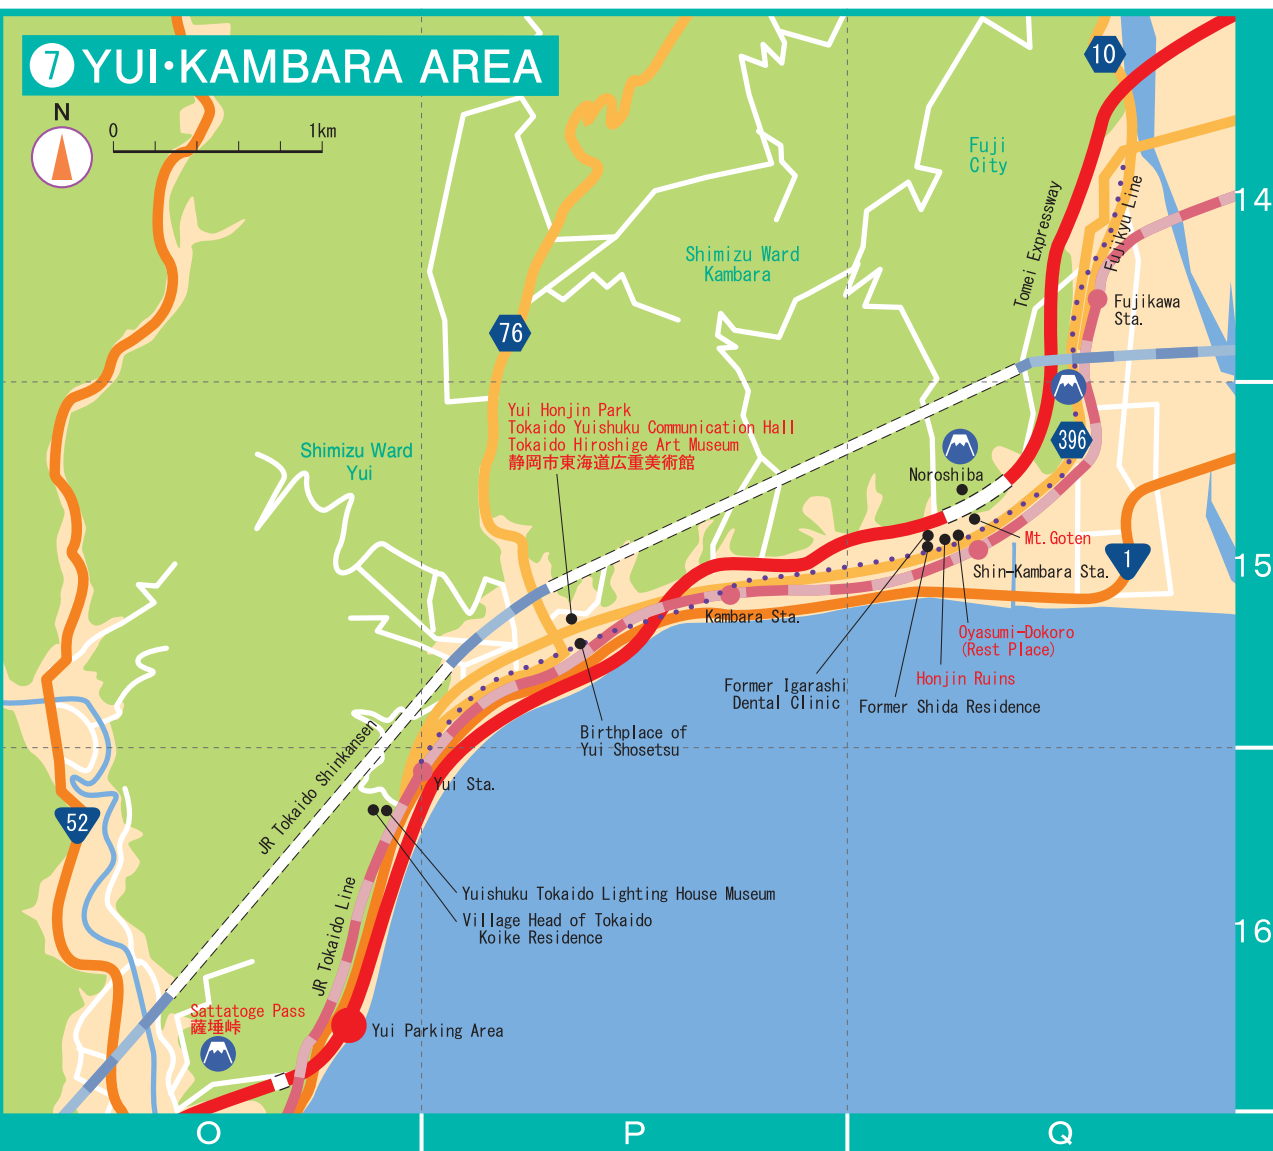 7 YUI・KAMBARA AREA
N
0
1km
10
Fuji
City
14
Tomei Expressway
Fujikyu Line
Shimizu Ward
Kambara
Fujikawa
Sta.
76
Yui Honjin Park
Tokaido Yuishuku Communication Hall
Tokaido Hiroshige Art Museum
静岡市東海道広重美術館
Shimizu Ward
Yui
396
Noroshiba
Mt.Goten
Shin-Kambara Sta.
1
15
Kambara Sta.
Oyasumi-Dokoro
(Rest Place)
Honjin Ruins
Former Igarashi
Dental Clinic
Former Shida Residence
Birthplace of
Yui Shosetsu
JR Tokaido Shinkansen
Yui Sta.
52
Yuishuku Tokaido Lighting House Museum
Village Head of Tokaido
Koike Residence
JR Tokaido Line
16
Sattatoge Pass
薩埵峠
Yui Parking Area
O
P
Q